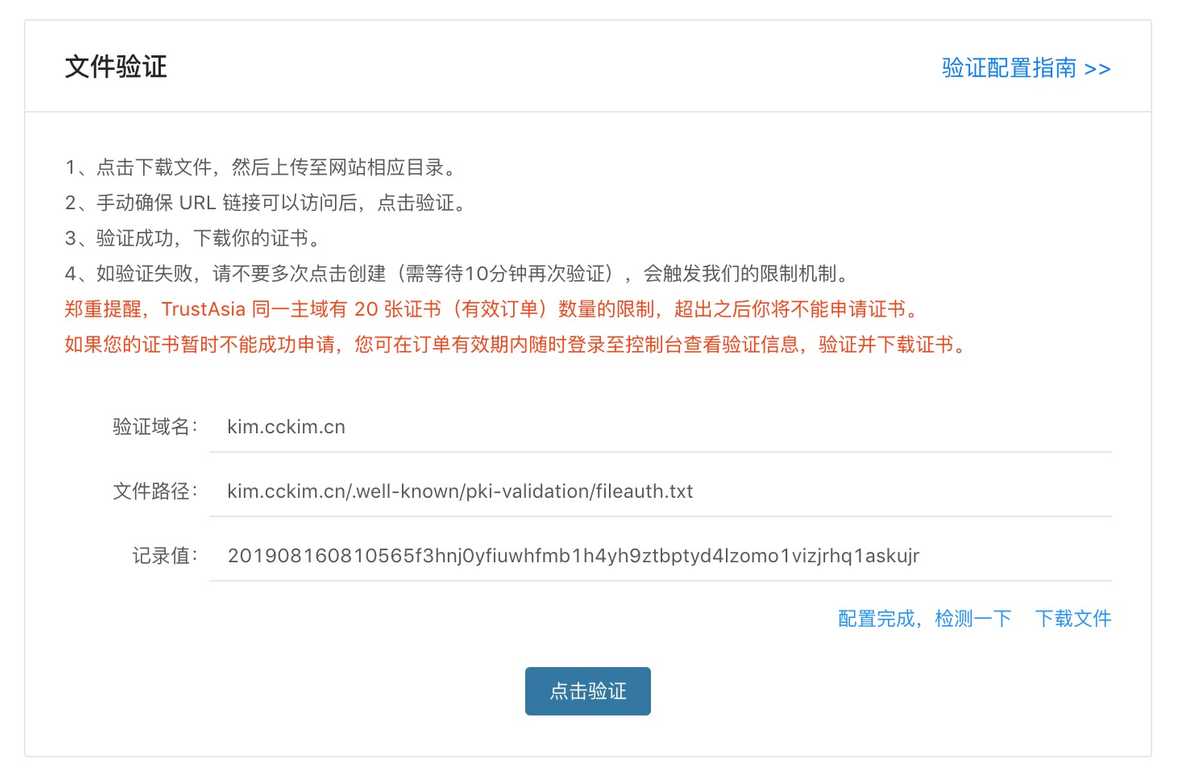 文件验证
验证配置指南 >>
1、点击下载文件，然后上传至网站相应目录。
2、手动确保 URL 链接可以访问后，点击验证。
3、验证成功，下载你的证书。
4、如验证失败，请不要多次点击创建（需等待10分钟再次验证），会触发我们的限制机制。
郑重提醒，TrustAsia 同一主域有 20 张证书（有效订单）数量的限制，超出之后你将不能申请证书。
如果您的证书暂时不能成功申请，您可在订单有效期内随时登录至控制台查看验证信息，验证并下载证书。
验证域名： kim.cckim.cn
文件路径： kim.cckim.cn/.well-known/pki-validation/fileauth.txt
记录值： 201908160810565f3hnj0yfiuwhfmb1h4yh9ztbptyd4lzomo1vizjrhq1askujr
配置完成，检测一下 下载文件
点击验证